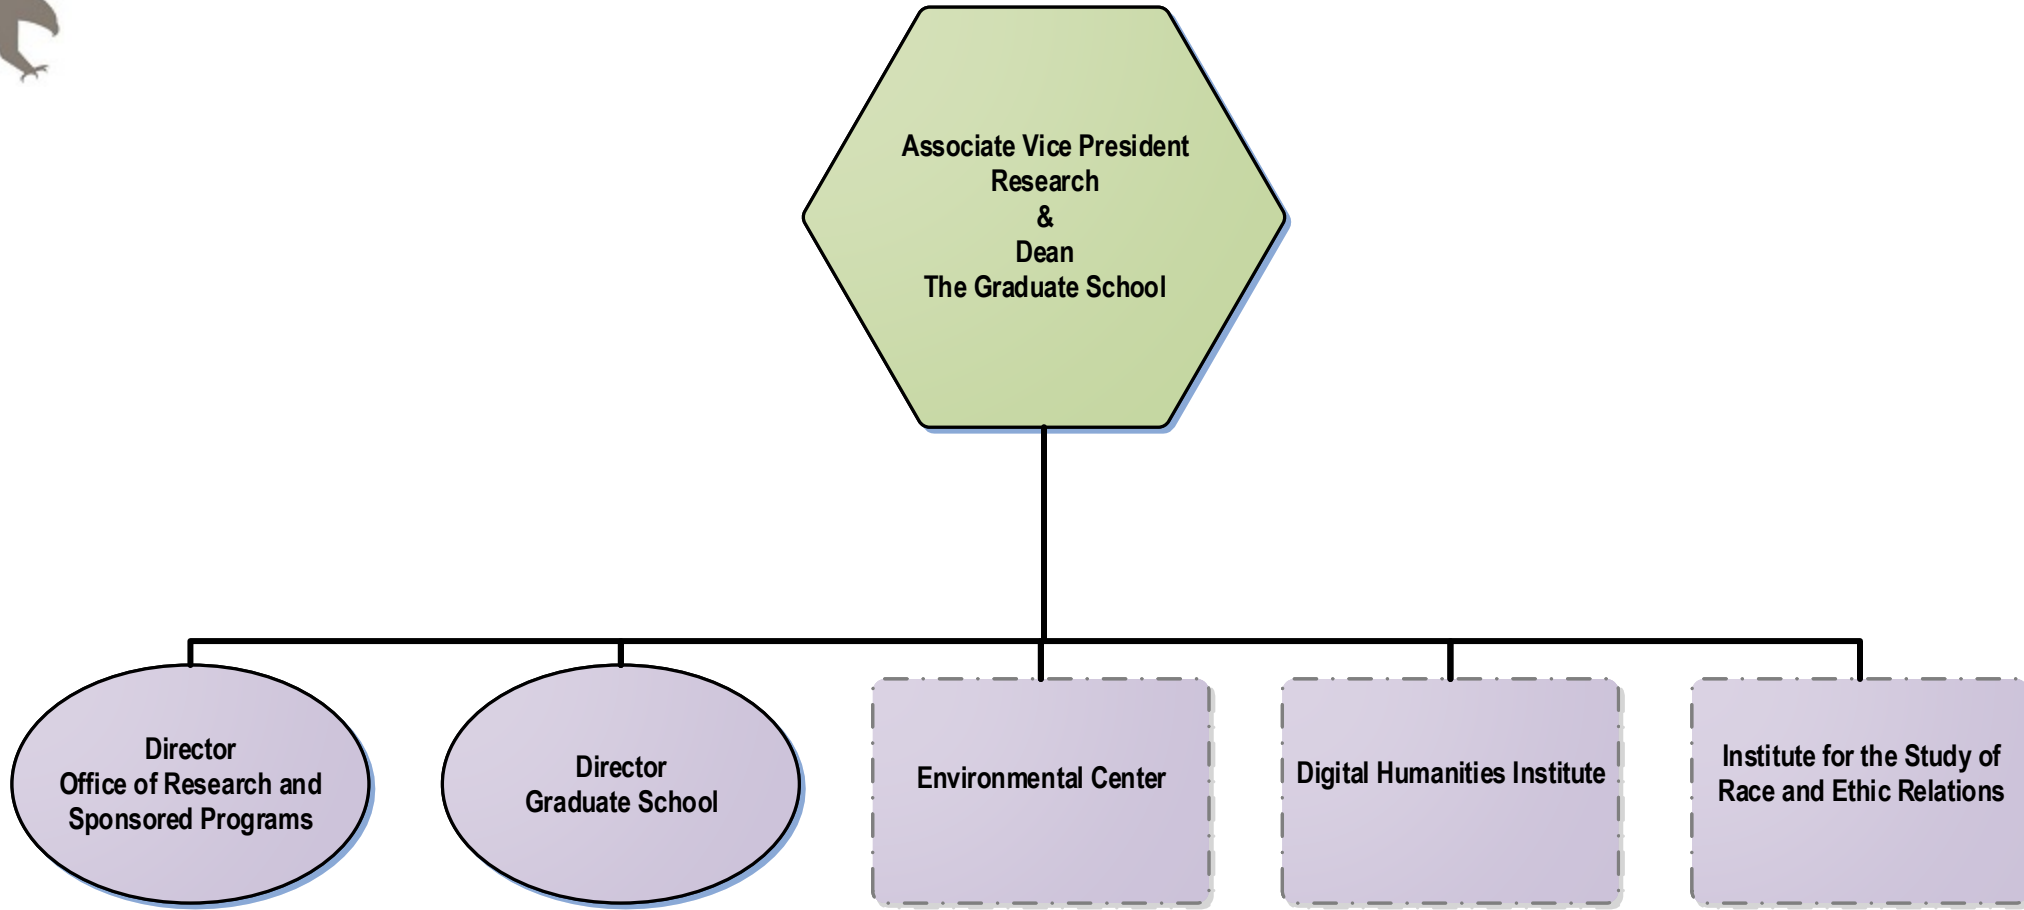 Associate Vice President
Research
&
Dean
The Graduate School
Director
Office of Research and
Sponsored Programs
Director
Graduate School
Environmental Center
Digital Humanities Institute
Institute for the Study of
Race and Ethic Relations